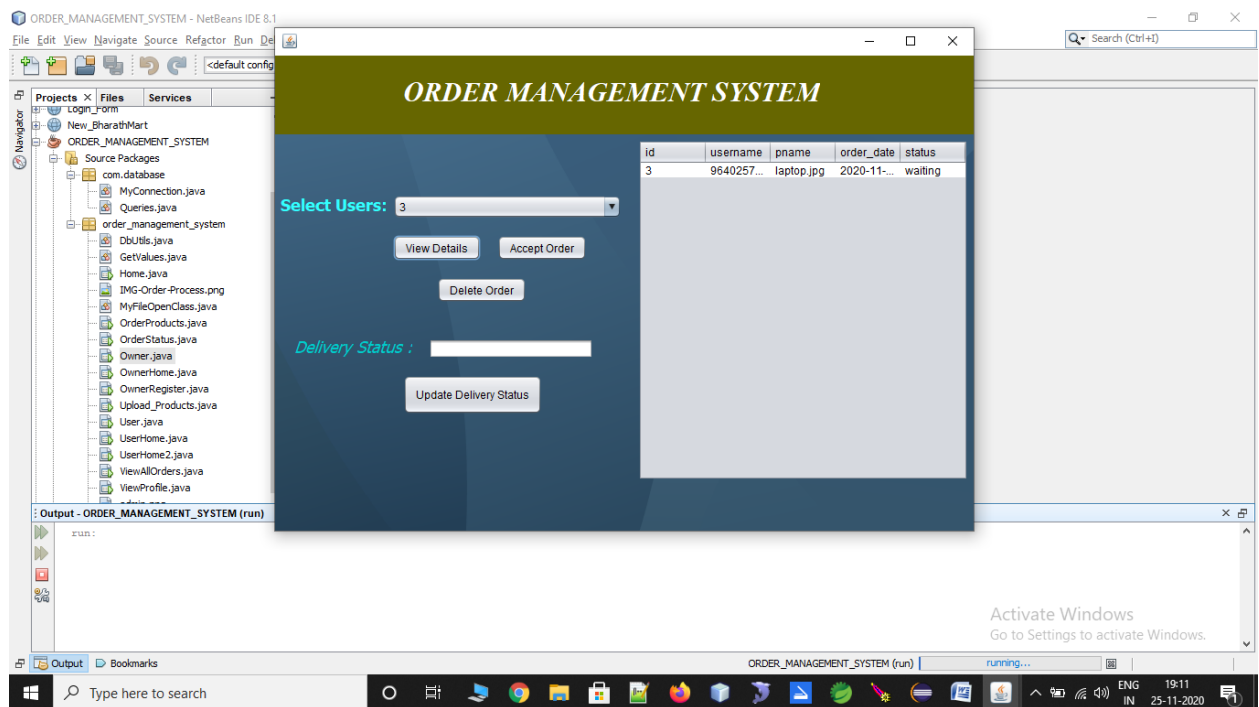 ORDER_MANAGEMENT_SYSTEM - NetBeans IDE 8.1
File Edit View Navigate Source Refactor Run De
Search (Ctrl+I)
<default config
ORDER MANAGEMENT SYSTEM
Projects Files Services
Navigator
Login_Form
New_BharathMart
ORDER_MANAGEMENT_SYSTEM
Source Packages
com.database
MyConnection.java
Queries.java
order_management_system
DbUtils.java
GetValues.java
Home.java
IMG-Order-Process.png
MyFileOpenClass.java
OrderProducts.java
OrderStatus.java
Owner.java
OwnerHome.java
OwnerRegister.java
Upload_Products.java
User.java
UserHome.java
UserHome2.java
ViewAllOrders.java
ViewProfile.java
Select Users: 3
View Details Accept Order
Delete Order
Delivery Status :
Update Delivery Status
id username pname order_date status
3 9640257... laptop.jpg 2020-11-... waiting
Output - ORDER_MANAGEMENT_SYSTEM (run)
run:
Activate Windows
Go to Settings to activate Windows.
Output Bookmarks
ORDER_MANAGEMENT_SYSTEM (run) running...
Type here to search
ENG
IN
19:11
25-11-2020
1